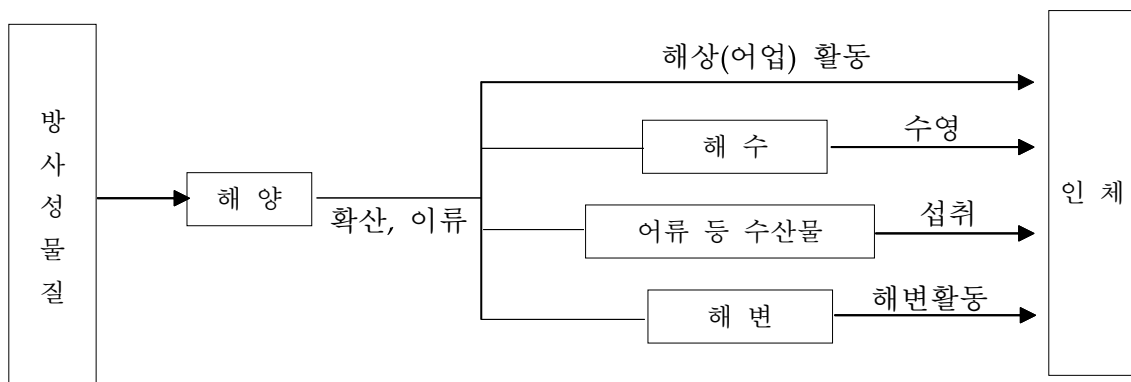 방사성물질
해 양
확산, 이류
해상(어업) 활동
해 수
수영
어류 등 수산물
섭취
해 변
해변활동
인 체